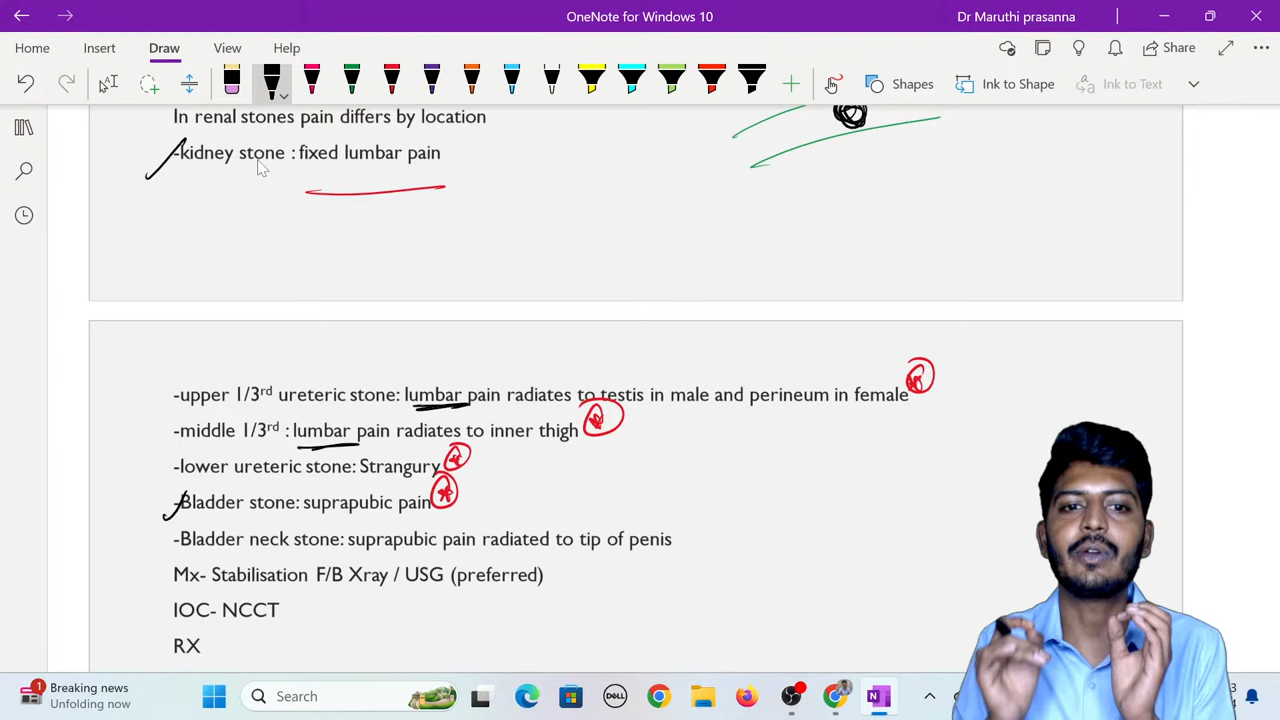 OneNote for Windows 10
Dr Maruthi prasanna
Home
Insert
Draw
View
Help
Share
Shapes
Ink to Shape
Ink to Text
In renal stones pain differs by location
-kidney stone : fixed lumbar pain
-upper 1/3rd ureteric stone: lumbar pain radiates to testis in male and perineum in female
-middle 1/3rd : lumbar pain radiates to inner thigh
-lower ureteric stone: Strangury
-Bladder stone: suprapubic pain
-Bladder neck stone: suprapubic pain radiated to tip of penis
Mx- Stabilisation F/B Xray / USG (preferred)
IOC- NCCT
RX
1
Breaking news
Unfolding now
Search
DELL